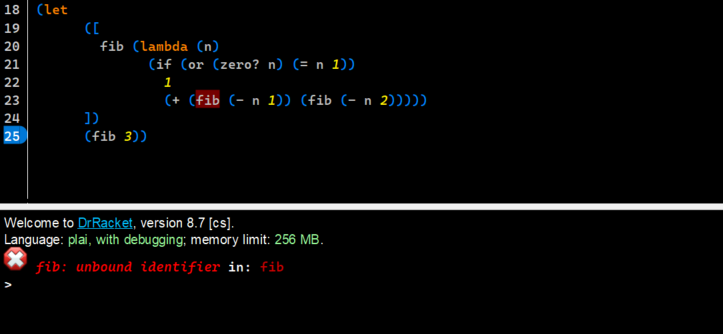 18 (let
19 ([
20 fib (lambda (n)
21 (if (or (zero? n) (= n 1))
22 1
23 (+ (fib (- n 1)) (fib (- n 2)))))
24 ])
25 (fib 3))
Welcome to DrRacket, version 8.7 [cs].
Language: plai, with debugging; memory limit: 256 MB.
fib: unbound identifier in: fib
>